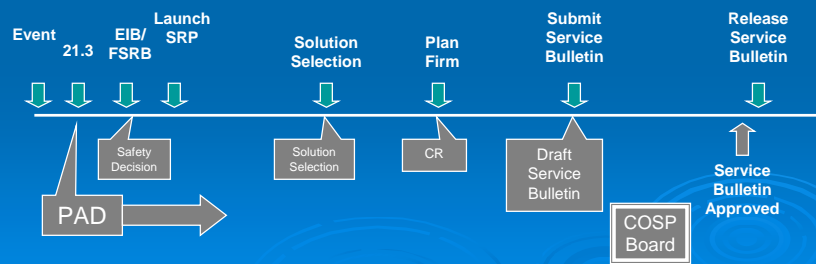 Event
21.3
EIB/
FSRB
Launch
SRP
Solution
Selection
Plan
Firm
Submit
Service
Bulletin
Release
Service
Bulletin
Safety
Decision
Solution
Selection
CR
Draft
Service
Bulletin
Service
Bulletin
Approved
PAD
COSP
Board